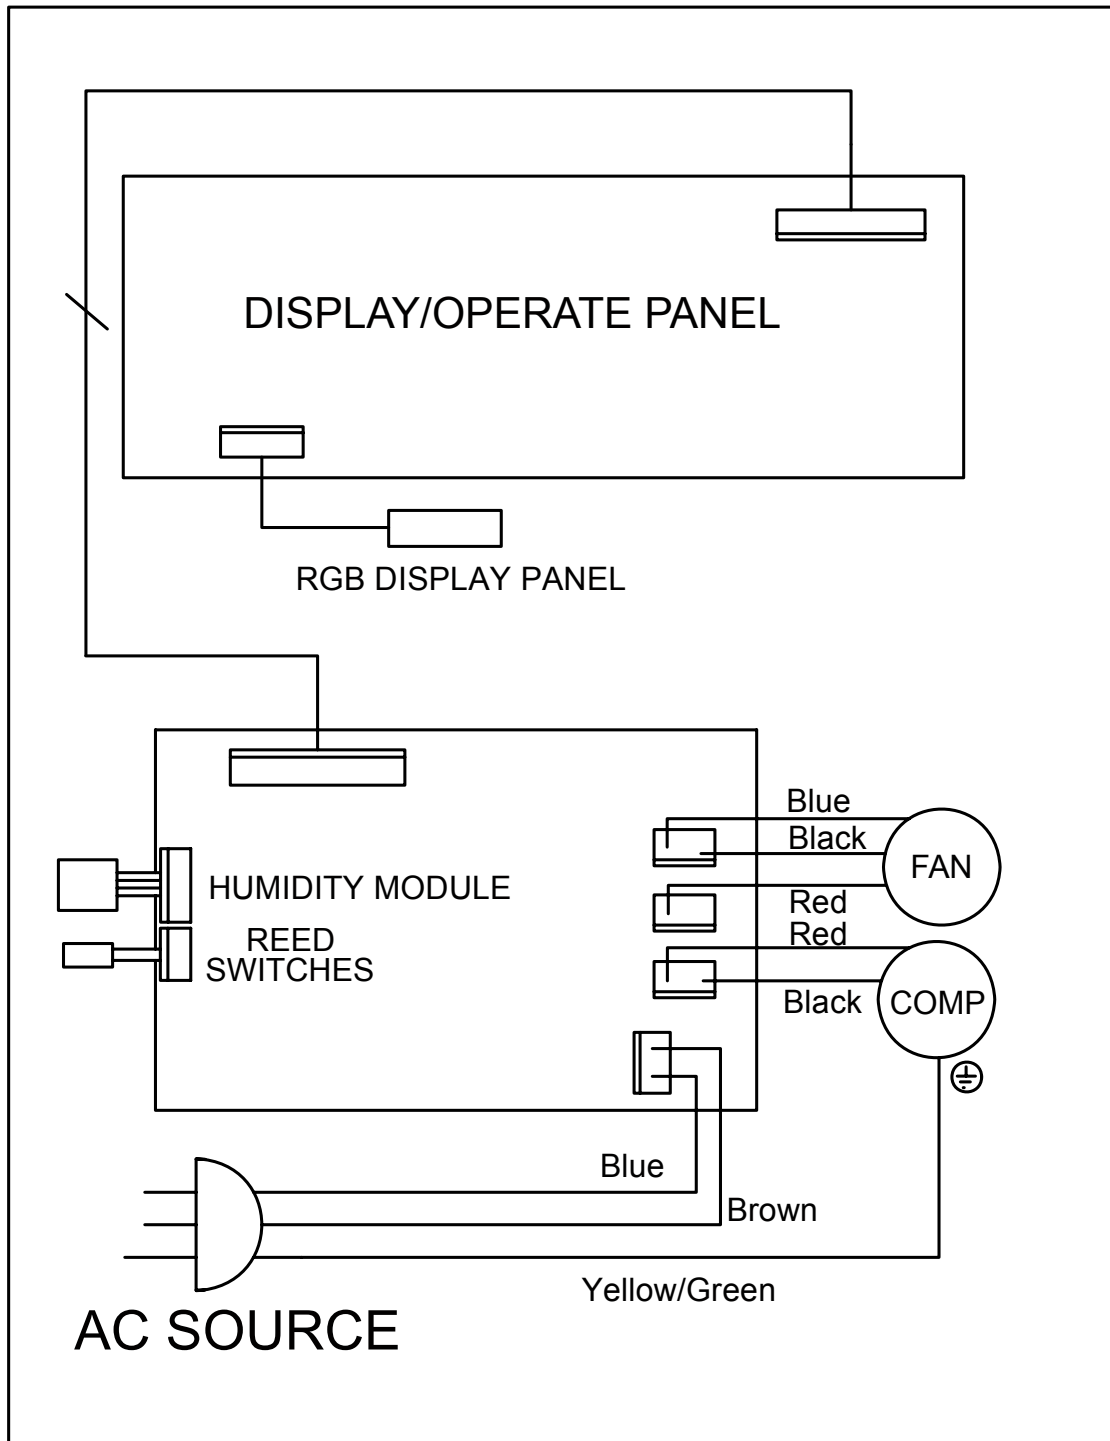 DISPLAY/OPERATE PANEL
RGB DISPLAY PANEL
Blue
Black
FAN
HUMIDITY MODULE
Red
REED
Red
SWITCHES
Black
COMP
Blue
Brown
Yellow/Green
AC SOURCE